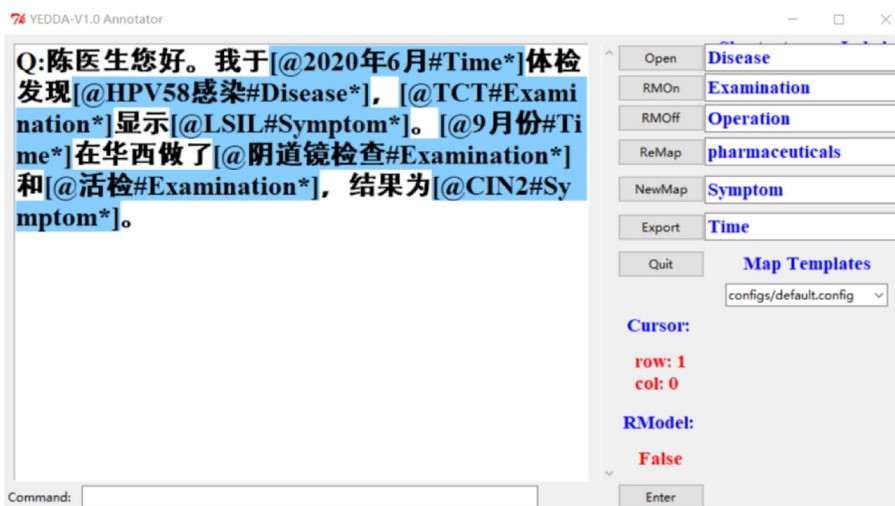 YEDDA-V1.0 Annotator
Q:陈医生您好。我于[@2020年6月#Time*]体检
发现[@HPV58感染#Disease*]，[@TCT#Exami
nation*]显示[@LSIL#Symptom*]。[@9月份#Ti
me*]在华西做了[@阴道镜检查#Examination*]
和[@活检#Examination*]，结果为[@CIN2#Sy
mptom*]。
Open
Disease
RMOn
Examination
RMOff
Operation
ReMap
pharmaceuticals
NewMap
Symptom
Export
Time
Quit
Map Templates
configs/default.config
Cursor:
row: 1
col: 0
RModel:
False
Command:
Enter